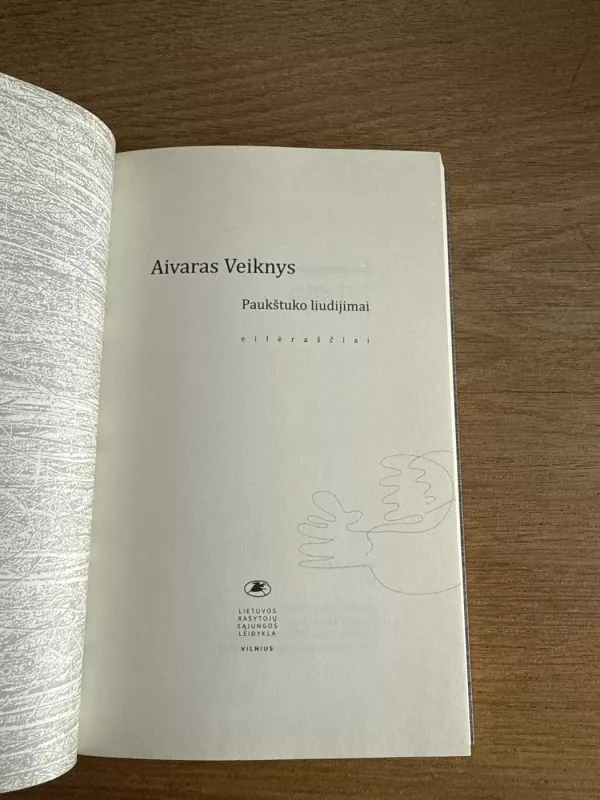 Aivaras Veiknys
Paukštuko liudijimai
eilėraščiai
LIETUVOS
RAŠYTOJŲ
SĄJUNGOS
LEIDYKLA
VILNIUS